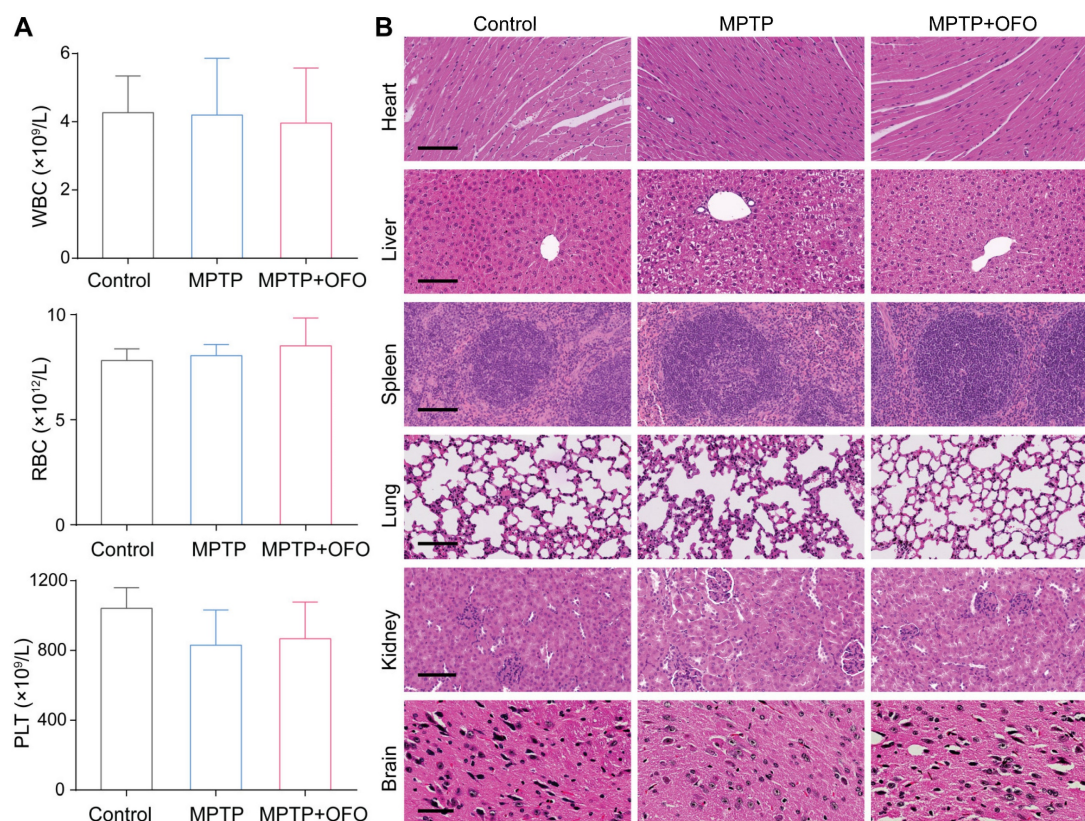 A
WBC (×10⁹/L)
6
4
2
0
Control MPTP MPTP+OFO
RBC (×10¹²/L)
10
5
0
Control MPTP MPTP+OFO
PLT (×10⁹/L)
1200
800
400
0
Control MPTP MPTP+OFO
B
Control MPTP MPTP+OFO
Heart
Liver
Spleen
Lung
Kidney
Brain